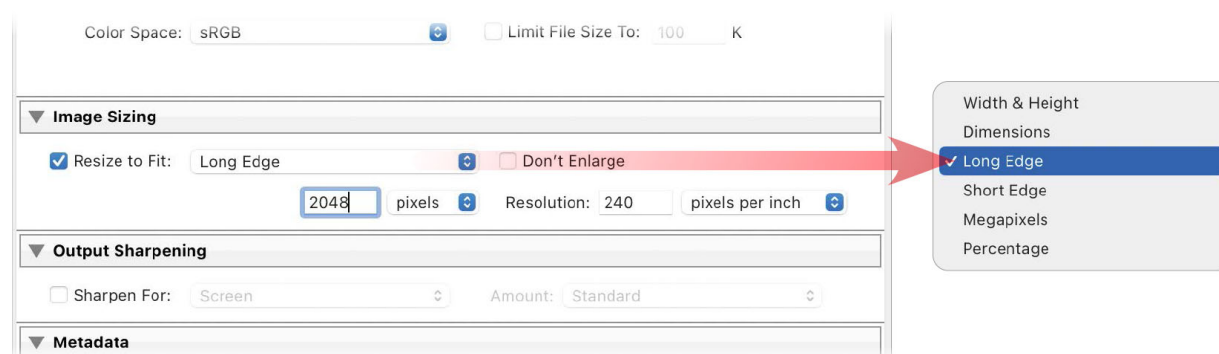 Color Space: sRGB Limit File Size To: 100 K
Image Sizing
Resize to Fit: Long Edge Don't Enlarge
2048 pixels Resolution: 240 pixels per inch
Output Sharpening
Sharpen For: Screen Amount: Standard
Metadata
Width & Height
Dimensions
Long Edge
Short Edge
Megapixels
Percentage